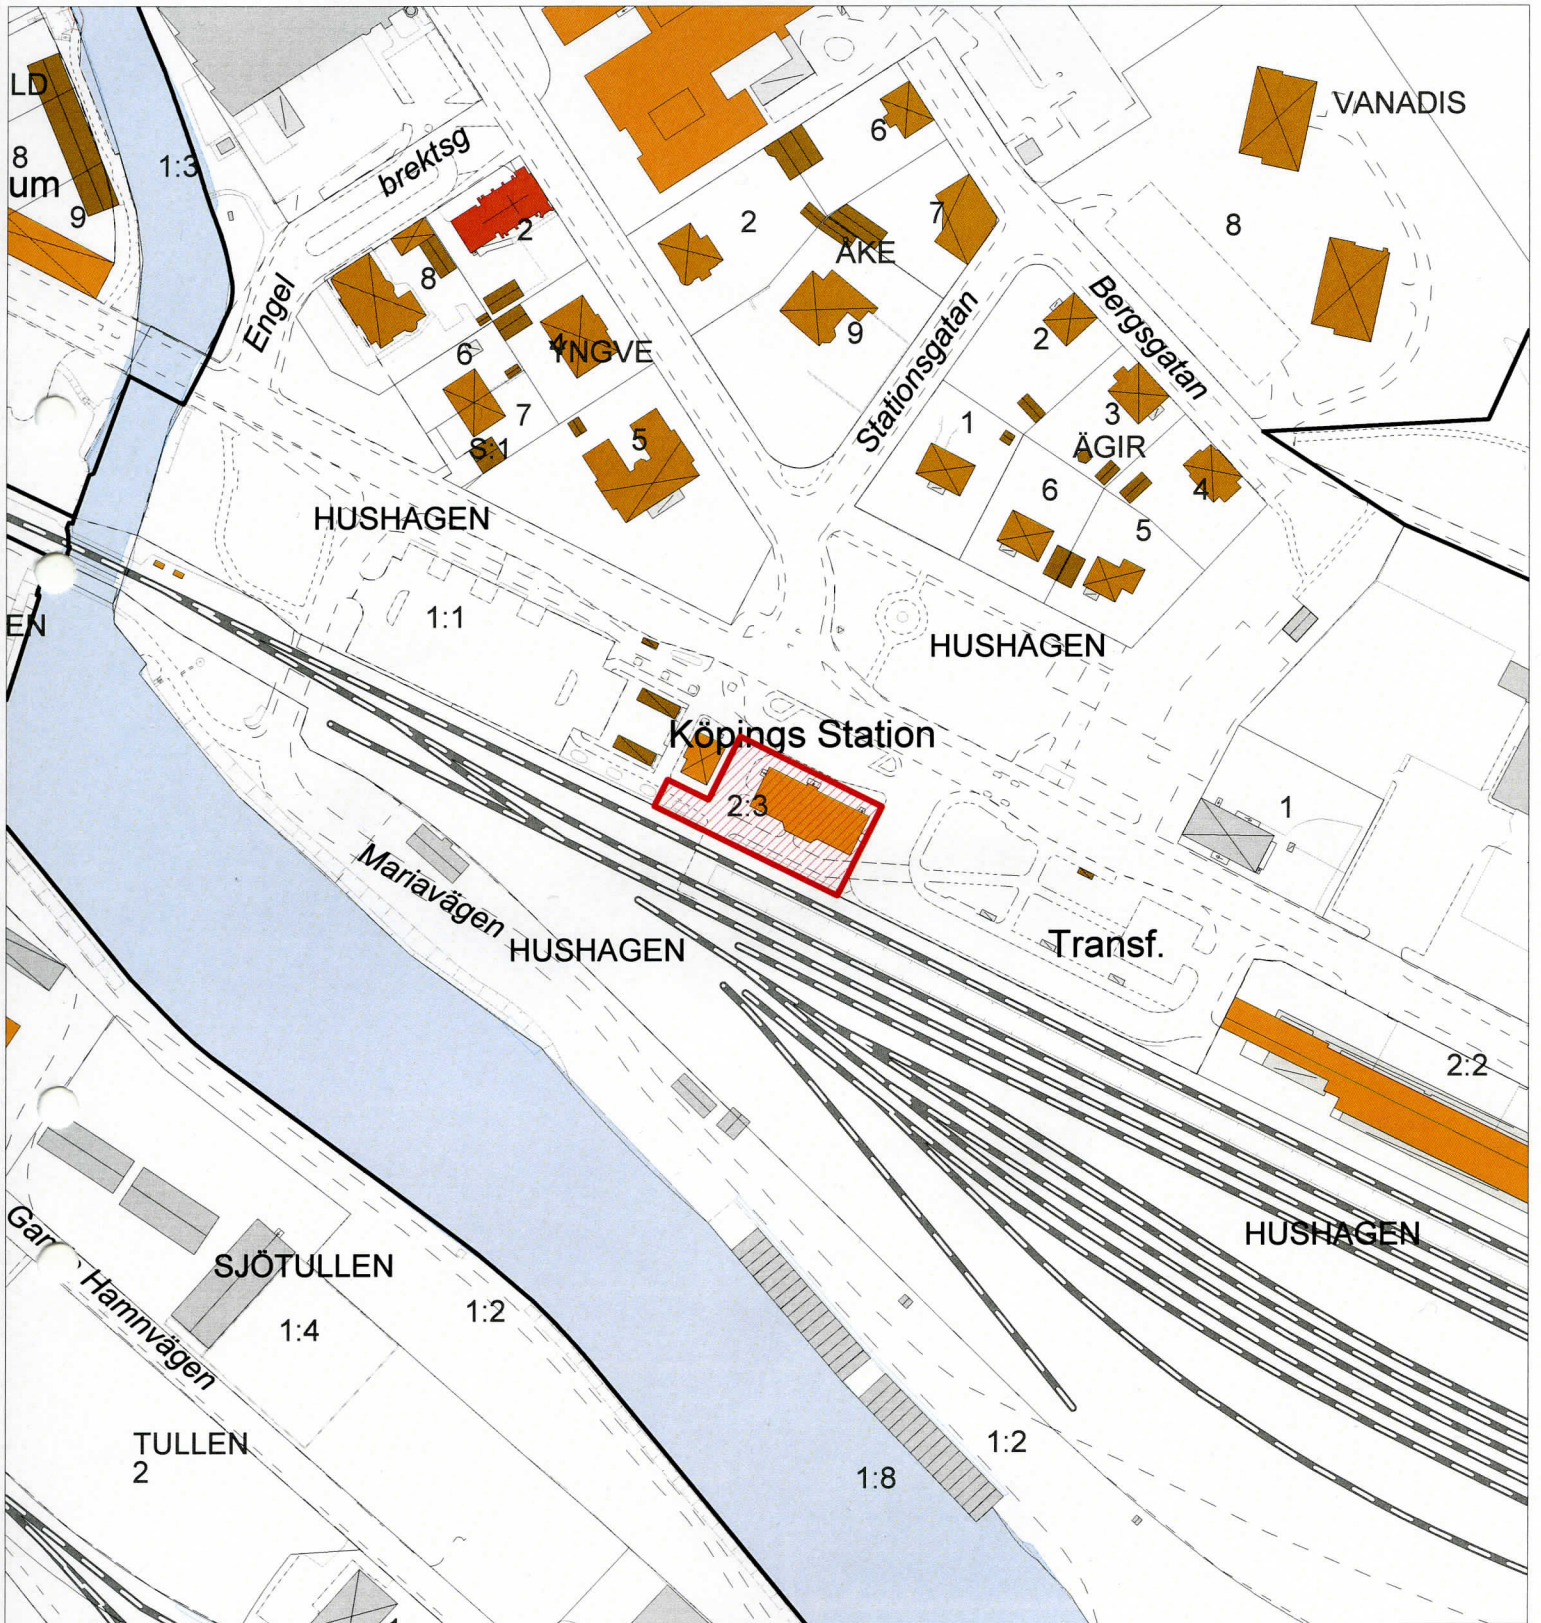 LD
VANADIS
6
brektsg
8
1:3
um
9
7
2
2
8
ÅKE
8
Engel
Bergsgatan
Stationsgatan
9
2
4
YNGVE
6
3
7
1
5
ÄGIR
S:1
6
4
HUSHAGEN
5
1:1
EN
HUSHAGEN
Köpings Station
2:3
1
Mariavägen
HUSHAGEN
Transf.
2:2
HUSHAGEN
Hamnvägen
SJÖTULLEN
1:2
1:4
TULLEN
2
1:2
1:8